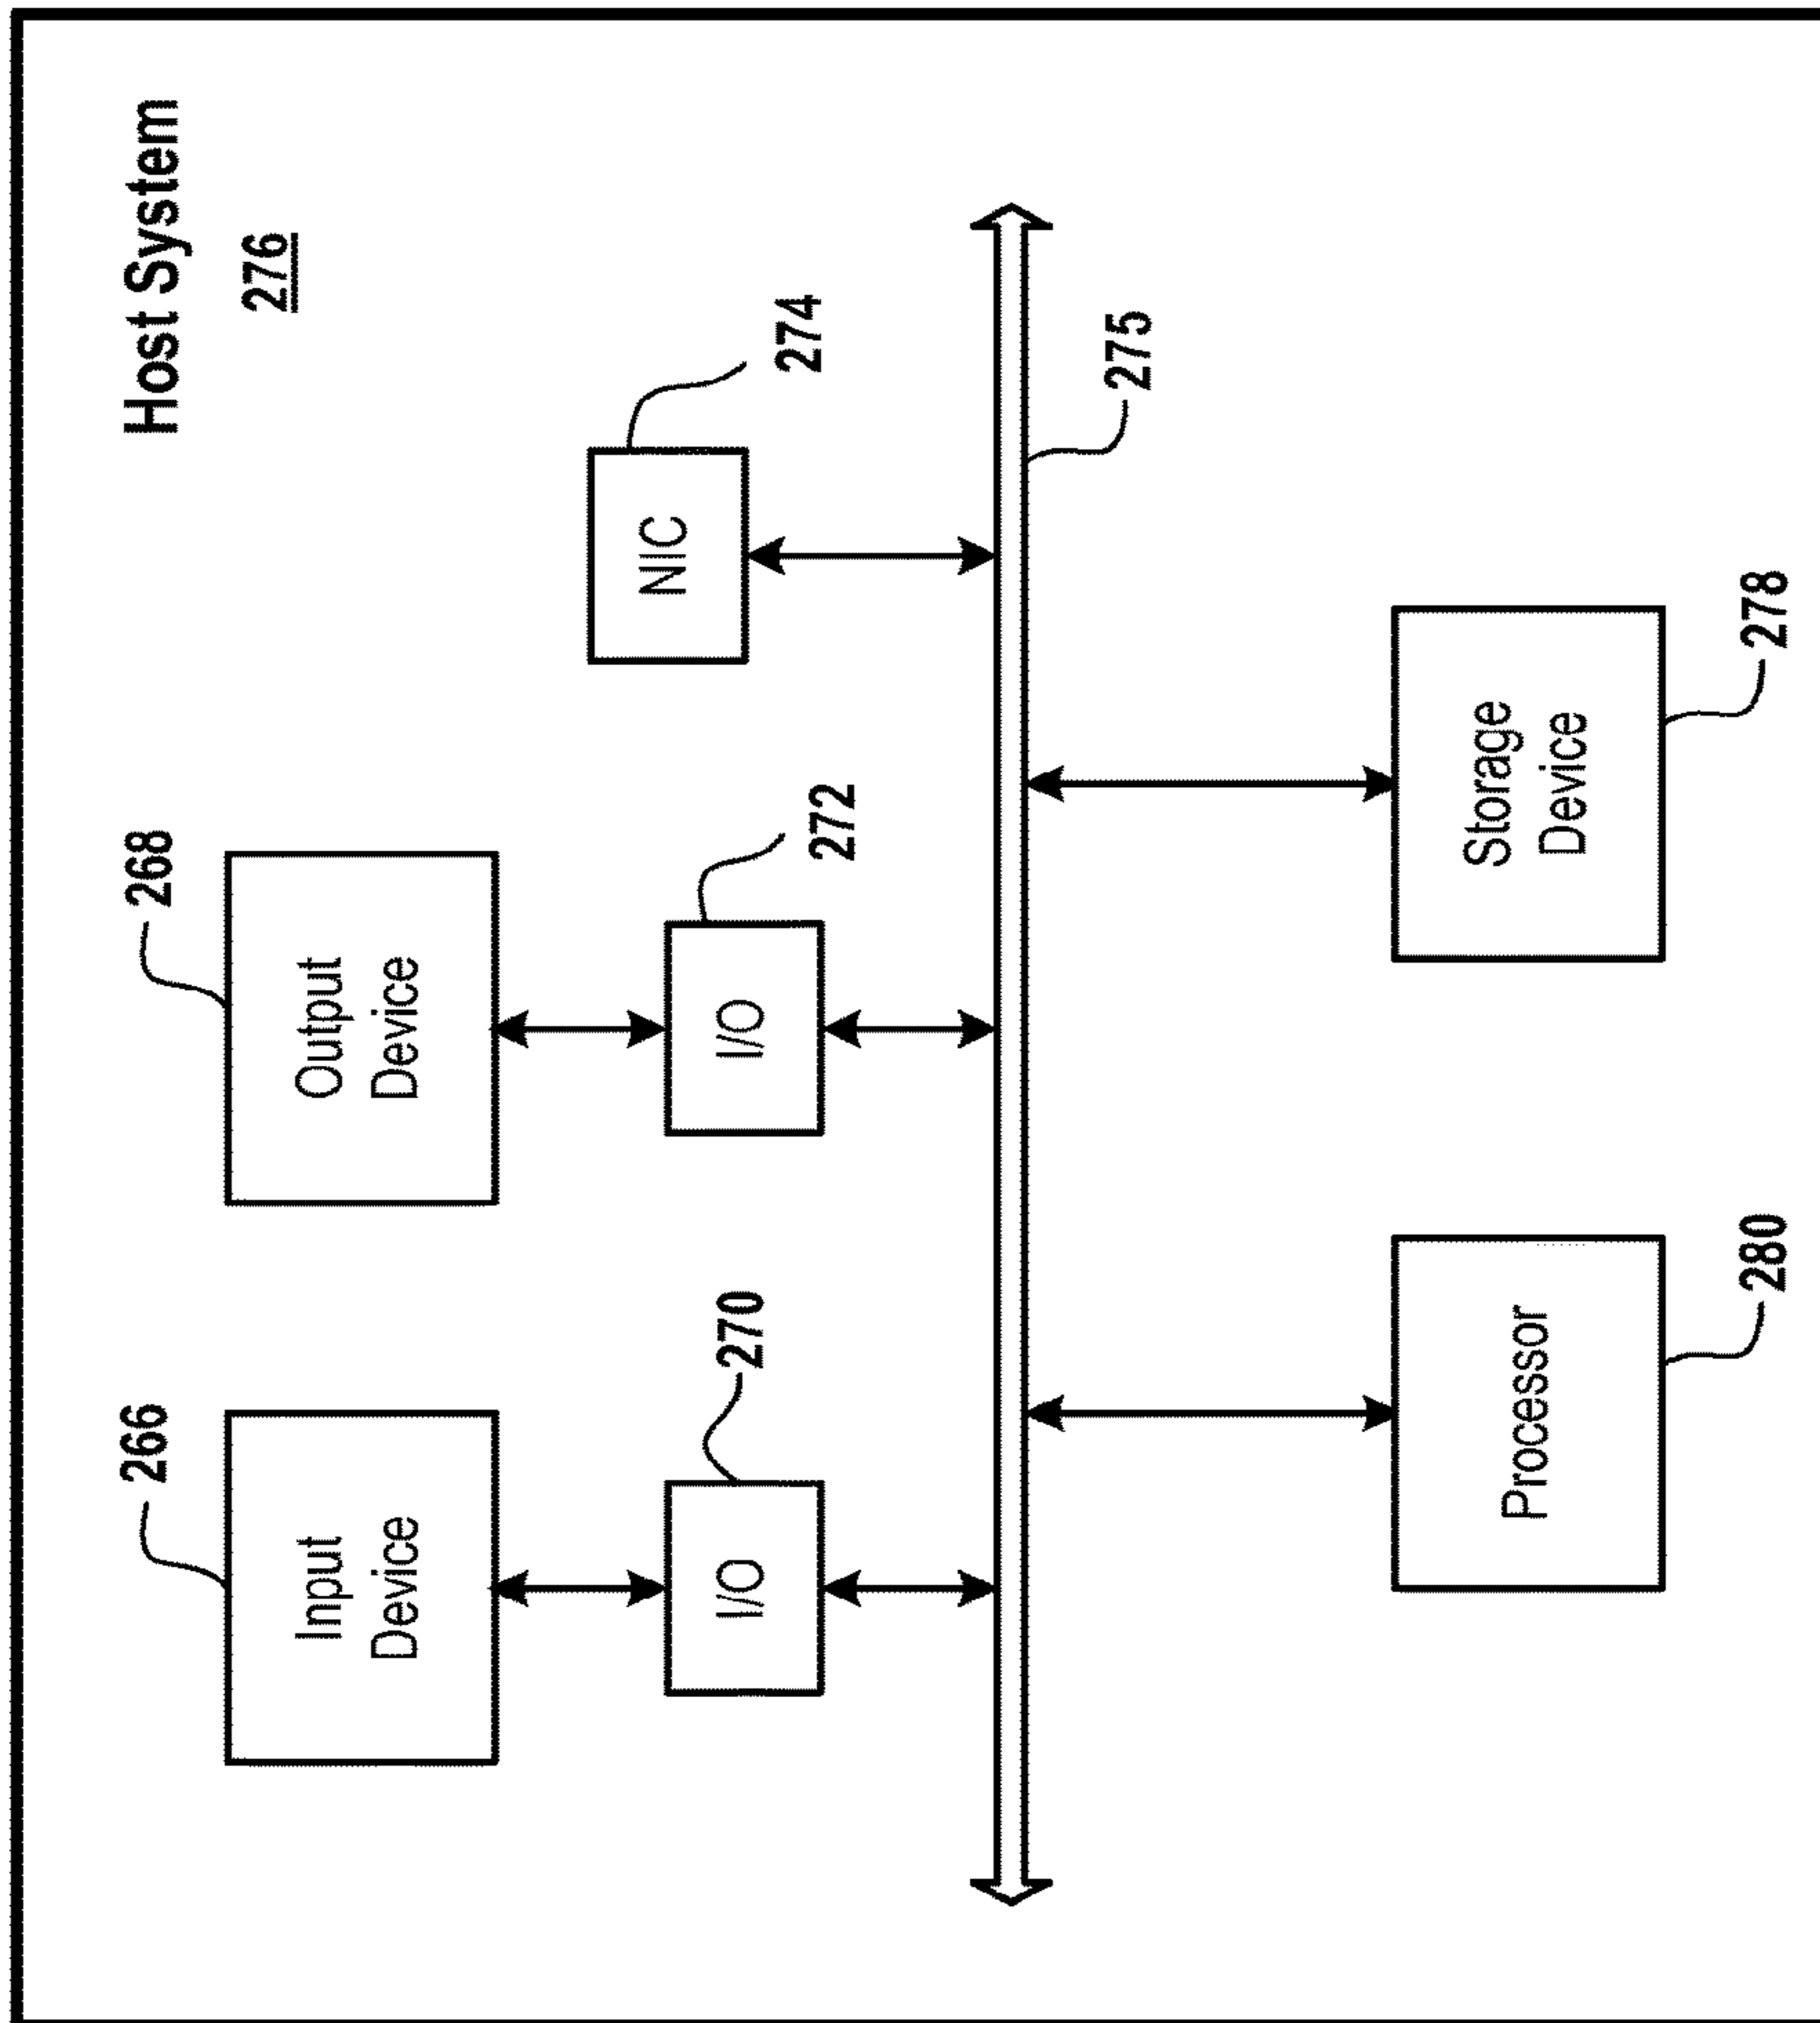 Host System
276
266
268
Input
Device
Output
Device
270
272
274
I/O
I/O
NIC
275
Processor
Storage
Device
280
278